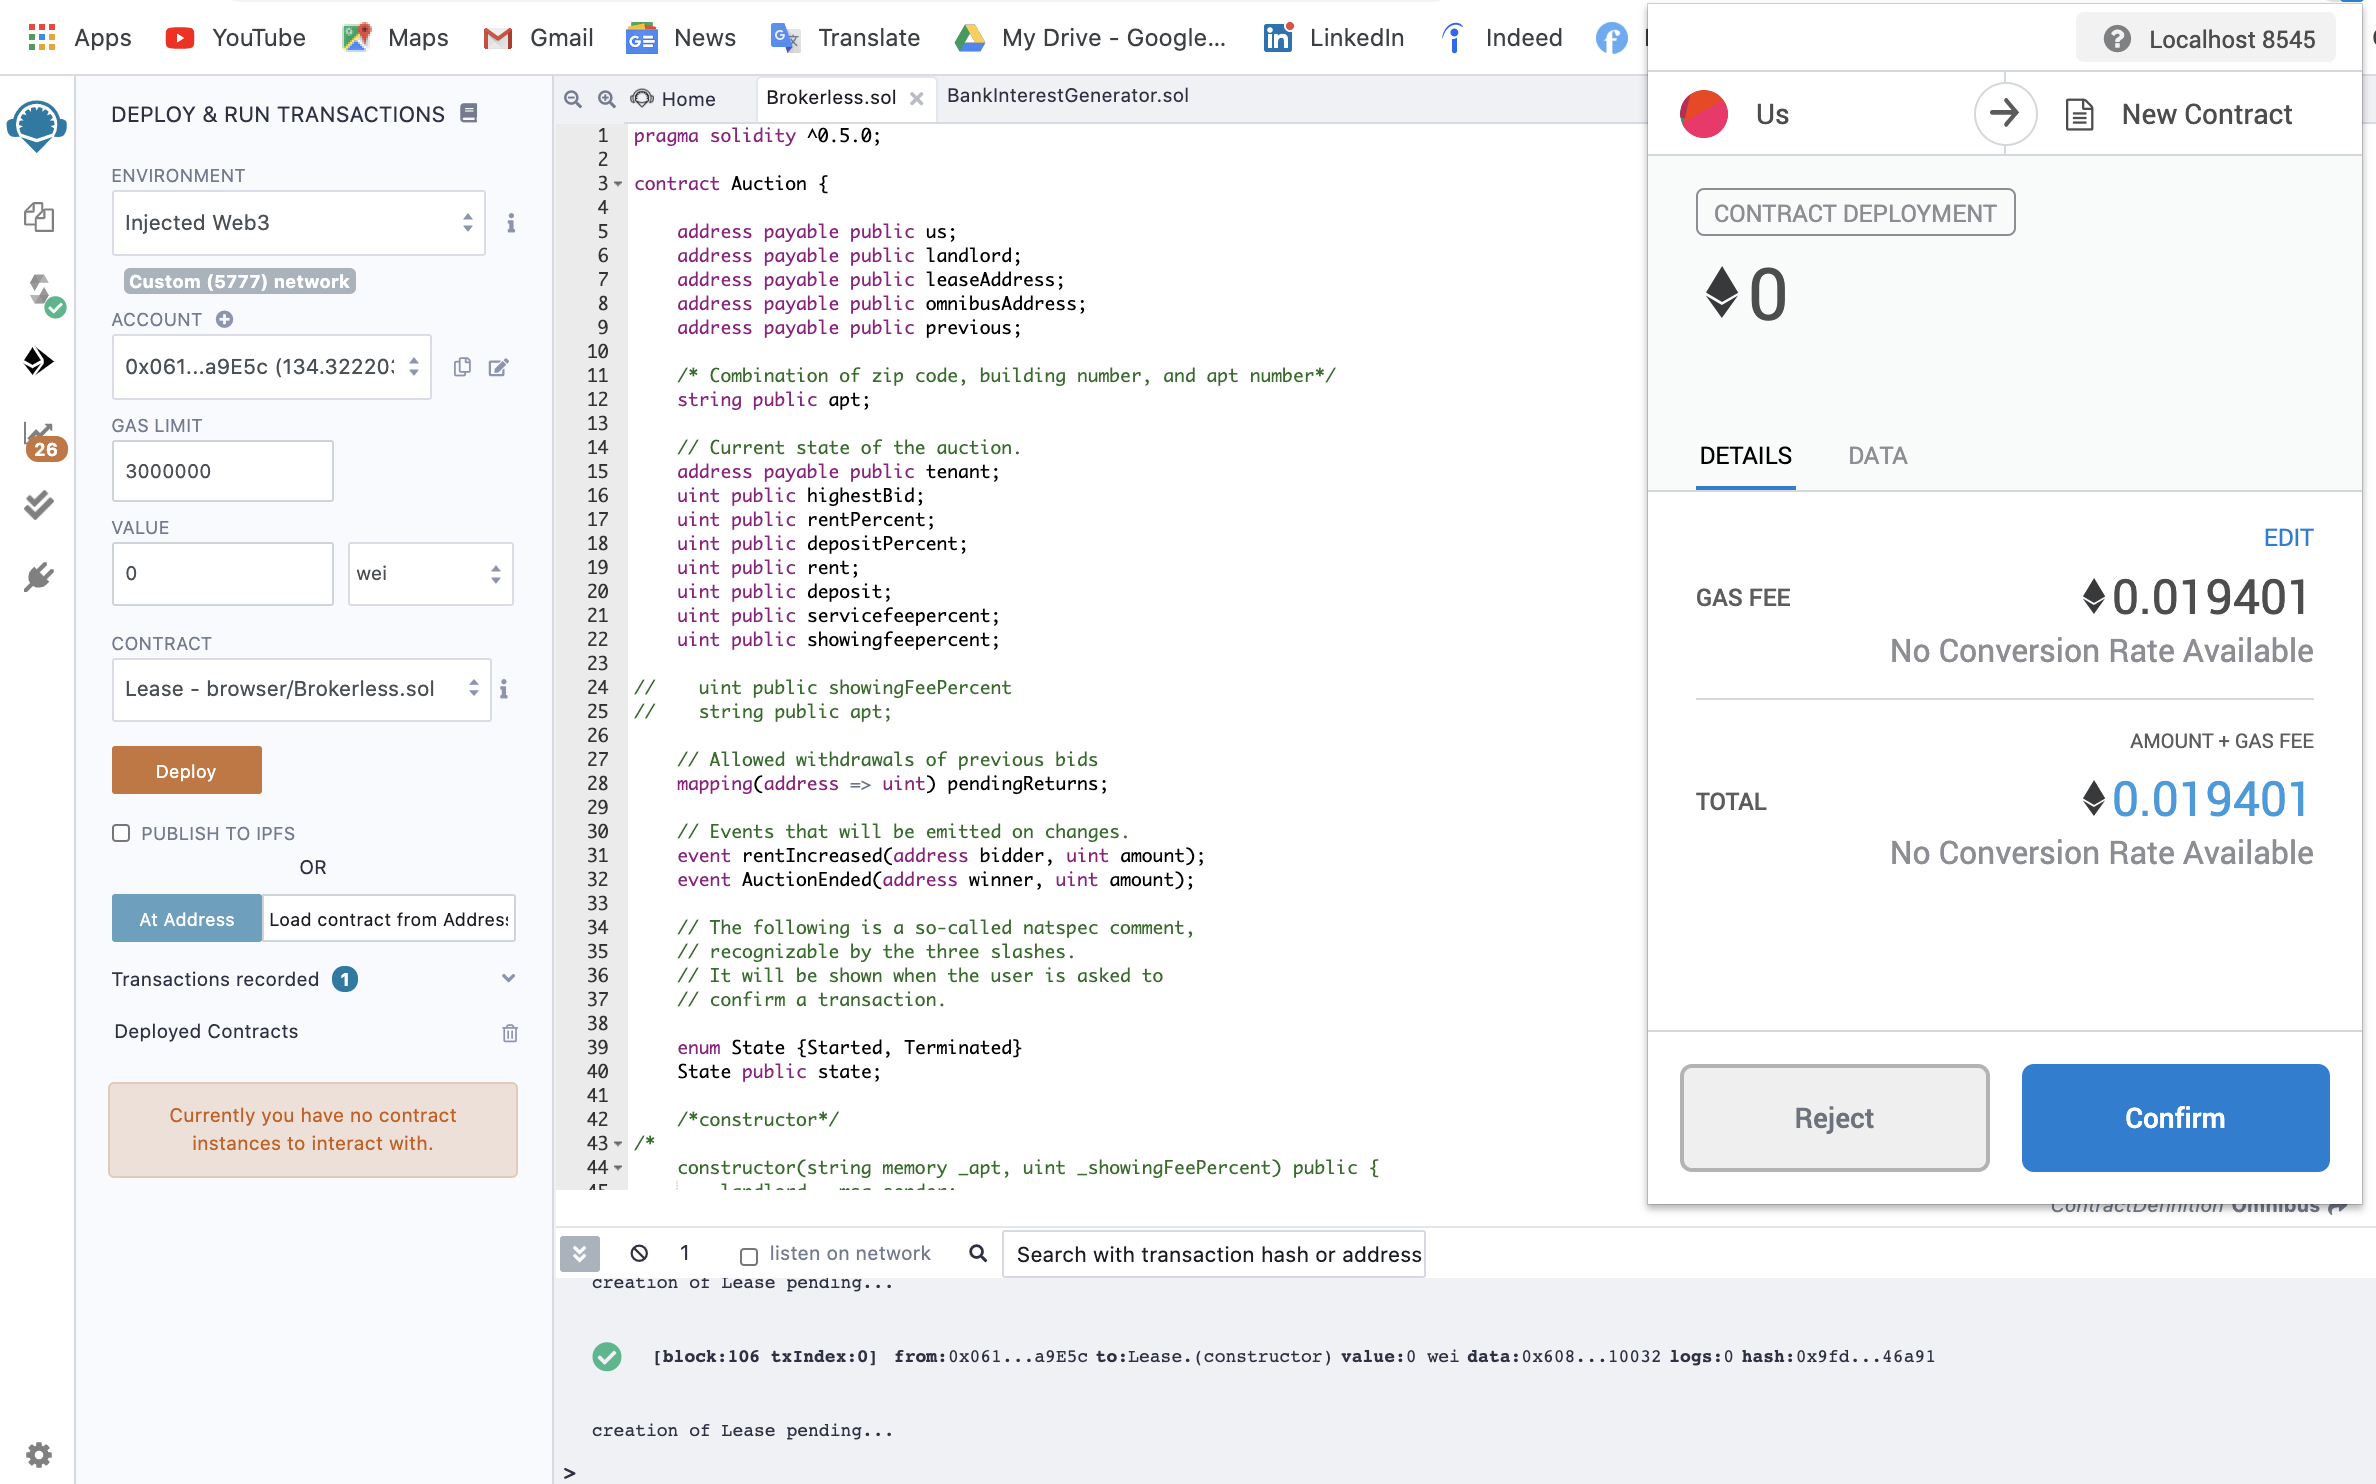 Apps YouTube Maps Gmail News Translate My Drive - Google... LinkedIn Indeed
DEPLOY & RUN TRANSACTIONS
ENVIRONMENT
Injected Web3
Custom (5777) network
ACCOUNT
0x061...a9E5c (134.32220
GAS LIMIT
3000000
VALUE
0 wei
CONTRACT
Lease - browser/Brokerless.sol
Deploy
PUBLISH TO IPFS
OR
At Address Load contract from Address
Transactions recorded 1
Deployed Contracts
Currently you have no contract
instances to interact with.
26
Home Brokerless.sol BankInterestGenerator.sol
1 pragma solidity ^0.5.0;
2
3 contract Auction {
4
5 address payable public us;
6 address payable public landlord;
7 address payable public leaseAddress;
8 address payable public omnibusAddress;
9 address payable public previous;
10
11 /* Combination of zip code, building number, and apt number*/
12 string public apt;
13
14 // Current state of the auction.
15 address payable public tenant;
16 uint public highestBid;
17 uint public rentPercent;
18 uint public depositPercent;
19 uint public rent;
20 uint public deposit;
21 uint public servicefeepercent;
22 uint public showingfeepercent;
23
24 // uint public showingFeePercent
25 // string public apt;
26
27 // Allowed withdrawals of previous bids
28 mapping(address => uint) pendingReturns;
29
30 // Events that will be emitted on changes.
31 event rentIncreased(address bidder, uint amount);
32 event AuctionEnded(address winner, uint amount);
33
34 // The following is a so-called natspec comment,
35 // recognizable by the three slashes.
36 // It will be shown when the user is asked to
37 // confirm a transaction.
38
39 enum State {Started, Terminated}
40 State public state;
41
42 /*constructor*/
43 /*
44 constructor(string memory _apt, uint _showingFeePercent) public {
ContractDefinition Omnibus
1 listen on network Search with transaction hash or address
creation of Lease pending...
[block:106 txIndex:0] from:0x061...a9E5c to:Lease.(constructor) value:0 wei data:0x608...10032 logs:0 hash:0x9fd...46a91
creation of Lease pending...
>
Localhost 8545
Us New Contract
CONTRACT DEPLOYMENT
0
DETAILS DATA
EDIT
GAS FEE 0.019401
No Conversion Rate Available
AMOUNT + GAS FEE
TOTAL 0.019401
No Conversion Rate Available
Reject Confirm